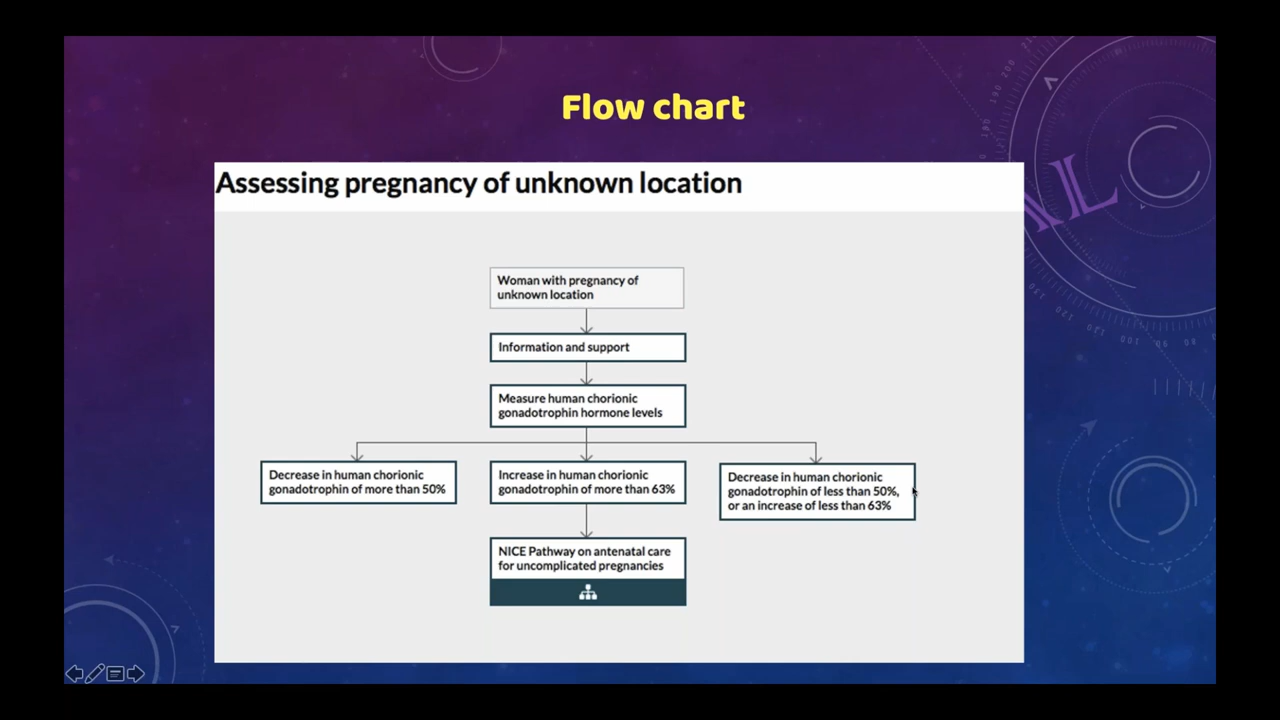 Flow chart
Assessing pregnancy of unknown location
Woman with pregnancy of
unknown location
Information and support
Measure human chorionic
gonadotrophin hormone levels
Decrease in human chorionic
gonadotrophin of more than 50%
Increase in human chorionic
gonadotrophin of more than 63%
Decrease in human chorionic
gonadotrophin of less than 50%,
or an increase of less than 63%
NICE Pathway on antenatal care
for uncomplicated pregnancies